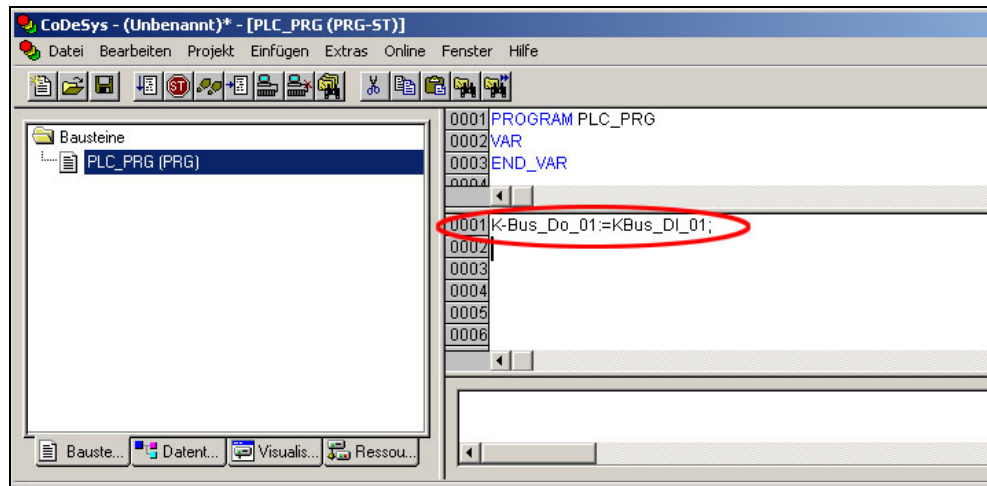 CoDeSys - (Unbenannt)* - [PLC_PRG (PRG-ST)]
Datei Bearbeiten Projekt Einfügen Extras Online Fenster Hilfe
Bausteine
PLC_PRG (PRG)
0001 PROGRAM PLC_PRG
0002 VAR
0003 END_VAR
0004
0001 K-Bus_Do_01:=KBus_DI_01;
0002
0003
0004
0005
0006
Bauste... Datent... Visualis... Ressou...